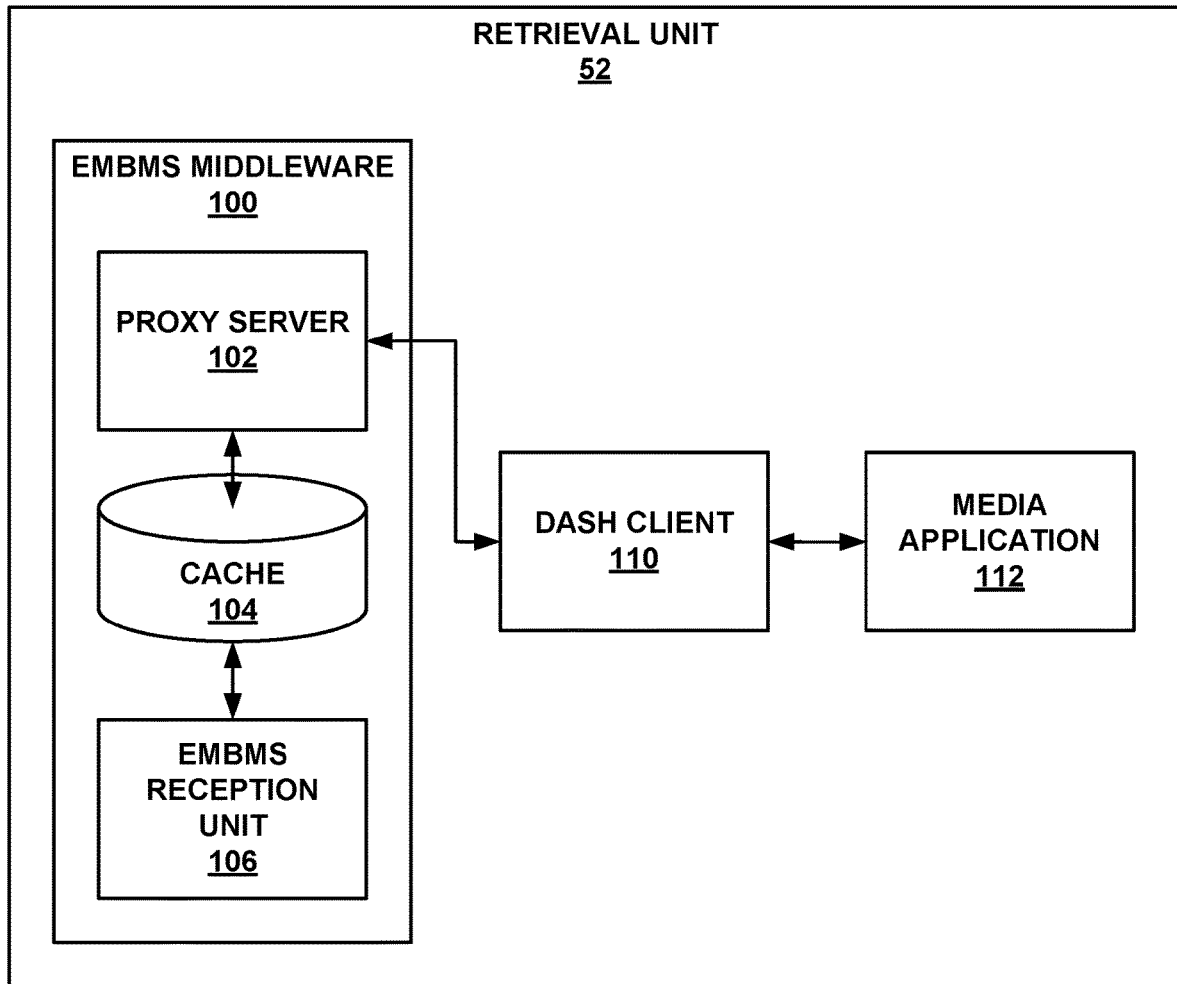 RETRIEVAL UNIT
52
EMBMS MIDDLEWARE
100
PROXY SERVER
102
CACHE
104
EMBMS
RECEPTION
UNIT
106
DASH CLIENT
110
MEDIA
APPLICATION
112